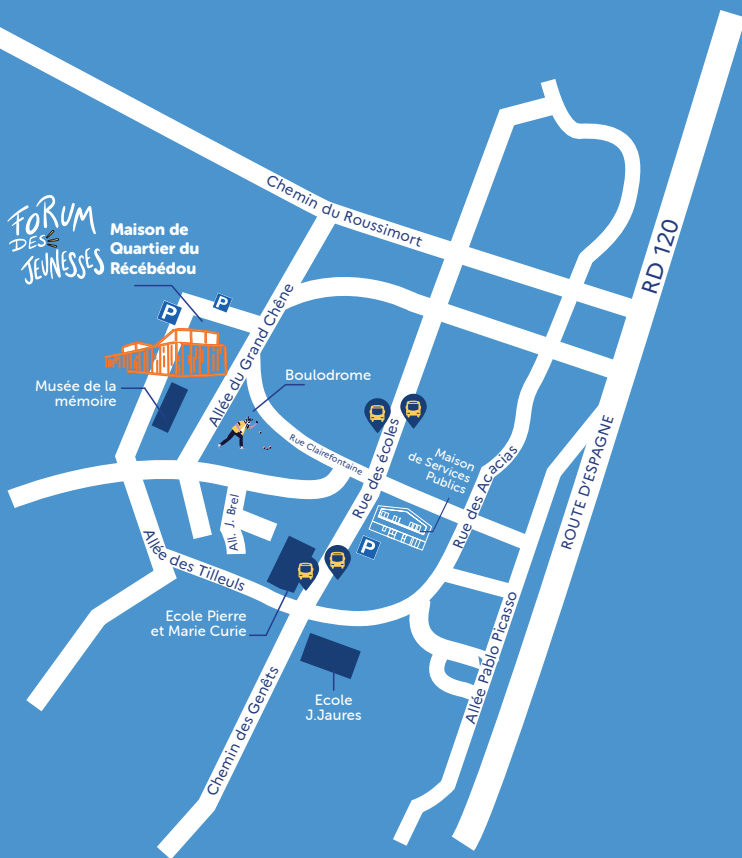 Chemin du Roussimort
RD 120
FORUM
DES
JEUNESSES
Maison de
Quartier du
Récébédou
P
P
Allée du Grand Chêne
Musée de la
mémoire
Boulodrome
Rue Clairefontaine
Rue des écoles
Maison
de Services
Publics
Rue des Acacias
ROUTE D'ESPAGNE
All. J. Brel
P
Allée des Tilleuls
Ecole Pierre
et Marie Curie
Allée Pablo Picasso
Ecole
J.Jaures
Chemin des Genêts